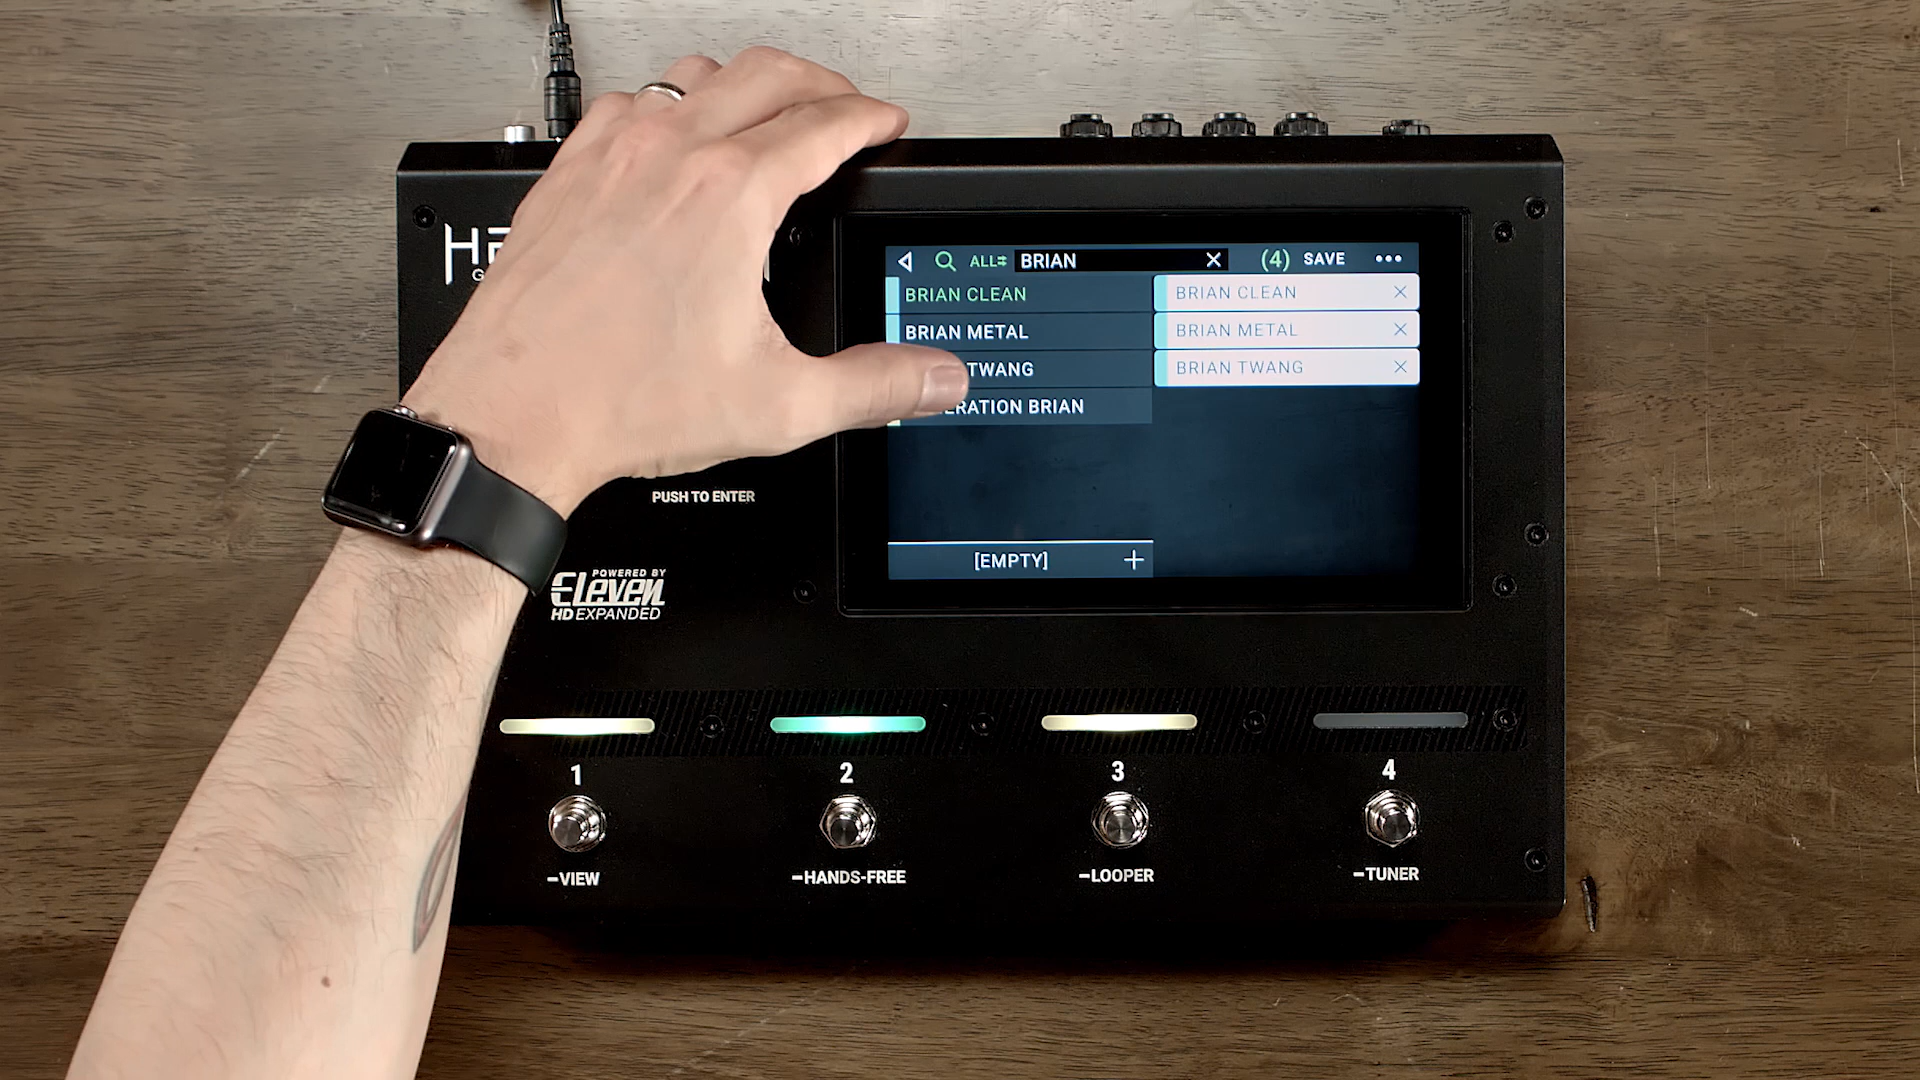 ALL
BRIAN
(4)
SAVE
BRIAN CLEAN
BRIAN METAL
TWANG
BRIAN
[EMPTY]
BRIAN CLEAN
BRIAN METAL
BRIAN TWANG
PUSH TO ENTER
POWERED BY
Eleven
HD EXPANDED
1
2
3
4
–VIEW
–HANDS-FREE
–LOOPER
–TUNER